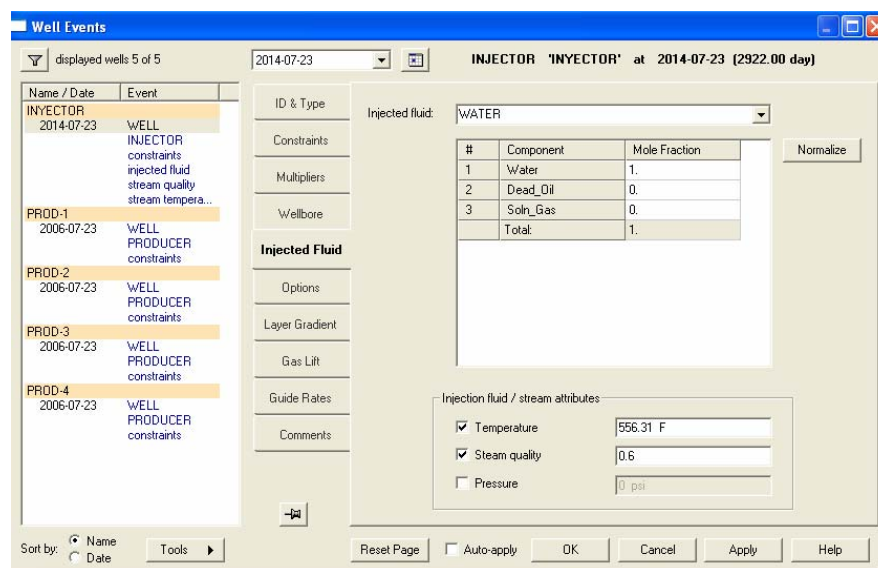 Well Events
displayed wells 5 of 5
2014-07-23
INJECTOR 'INYECTOR' at 2014-07-23 (2922.00 day)
Name / Date Event
INYECTOR
2014-07-23 WELL
INJECTOR
constraints
injected fluid
stream quality
stream tempera...
PROD-1
2006-07-23 WELL
PRODUCER
constraints
PROD-2
2006-07-23 WELL
PRODUCER
constraints
PROD-3
2006-07-23 WELL
PRODUCER
constraints
PROD-4
2006-07-23 WELL
PRODUCER
constraints
ID & Type
Constraints
Multipliers
Wellbore
Injected Fluid
Options
Layer Gradient
Gas Lift
Guide Rates
Comments
Injected fluid: WATER
# Component Mole Fraction
1 Water 1.
2 Dead_Oil 0.
3 Soln_Gas 0.
Total: 1.
Normalize
Injection fluid / stream attributes
Temperature 556.31 F
Steam quality 0.6
Pressure 0 psi
Sort by: Name
Date
Tools
Reset Page Auto-apply OK Cancel Apply Help